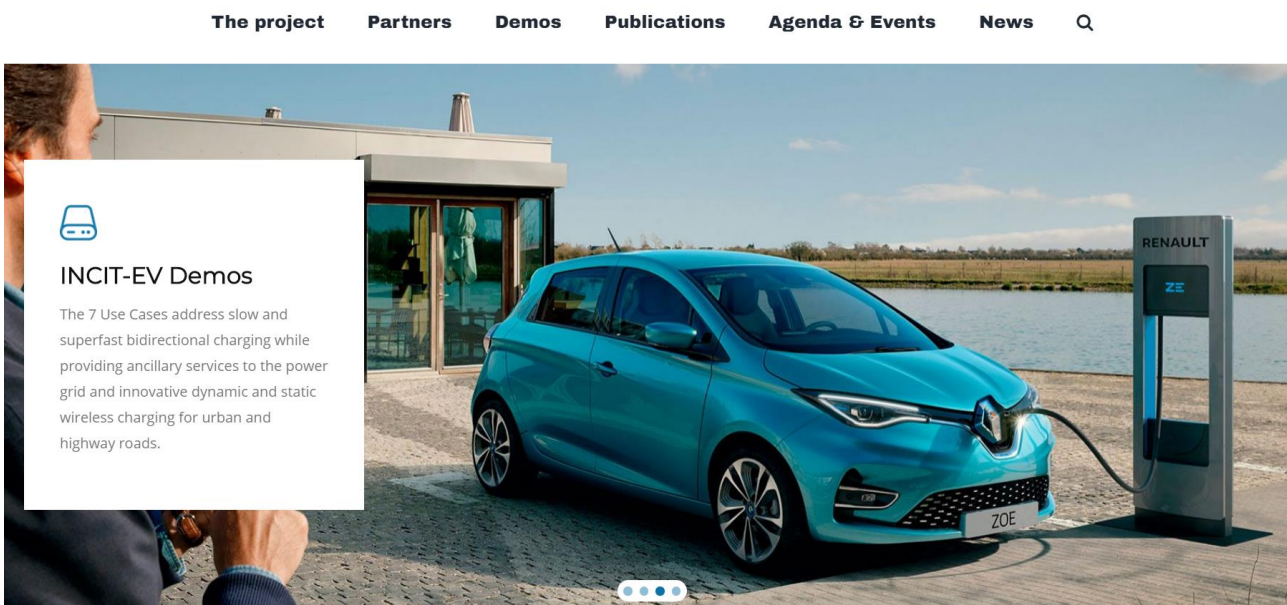 The project Partners Demos Publications Agenda & Events News
RENAULT
ZE
INCIT-EV Demos
The 7 Use Cases address slow and
superfast bidirectional charging while
providing ancillary services to the power
grid and innovative dynamic and static
wireless charging for urban and
highway roads.
ZOE